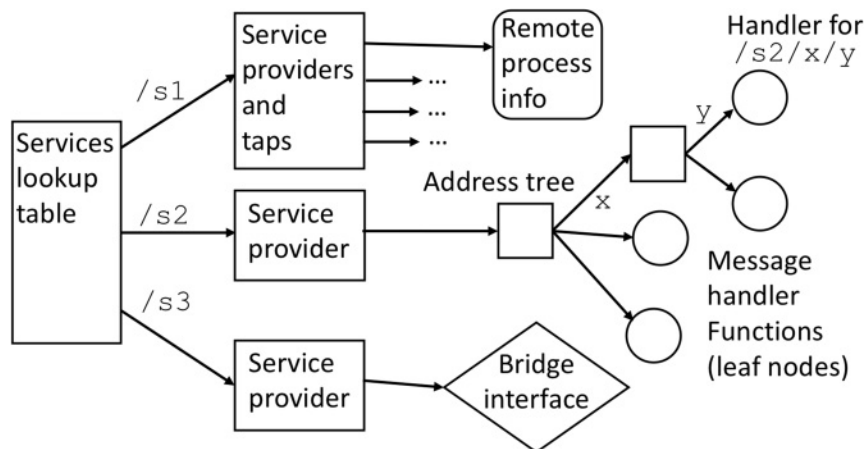 Service
providers
and
taps
Remote
process
info
Handler for
/s2/x/y
/s1
...
...
...
Services
lookup
table
y
Address tree
x
/s2
Service
provider
Message
handler
Functions
(leaf nodes)
/s3
Service
provider
Bridge
interface